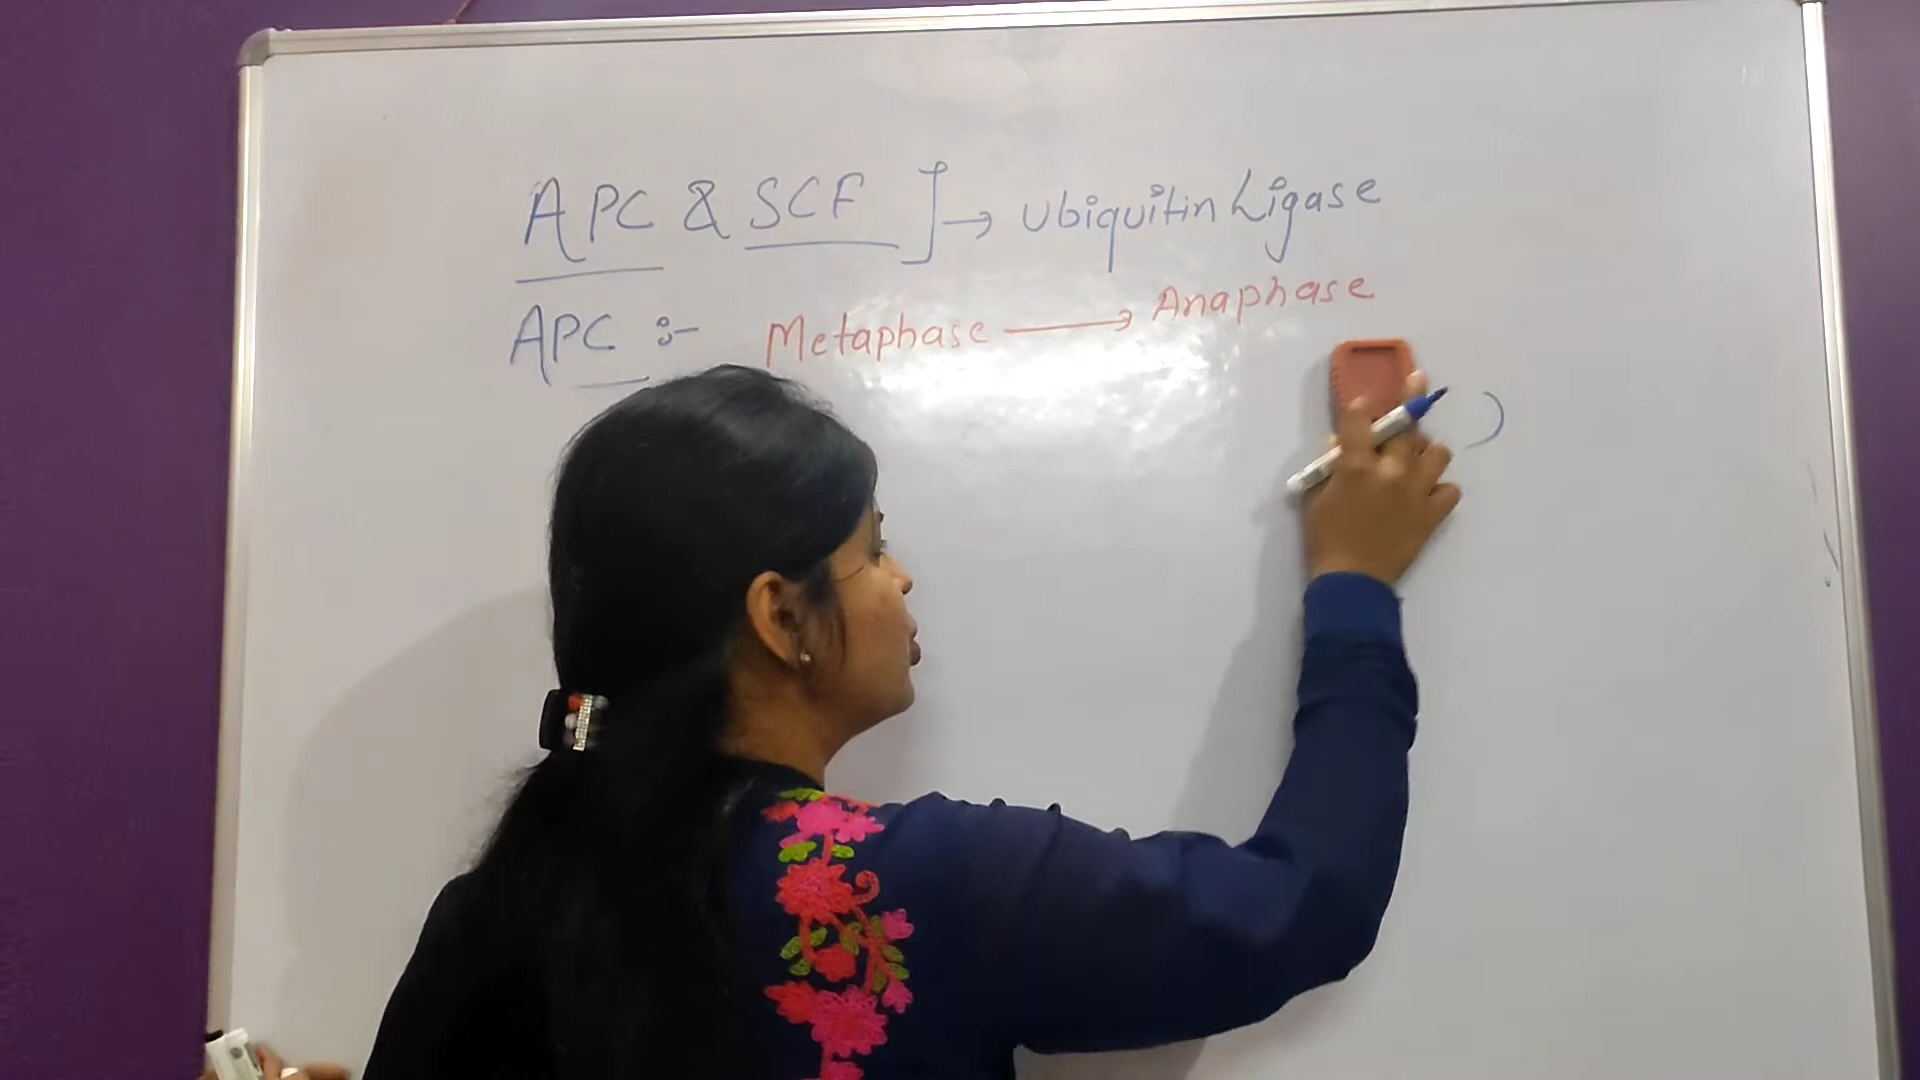 APC & SCF ] → Ubiquitin Ligase
APC :- Metaphase → Anaphase
)